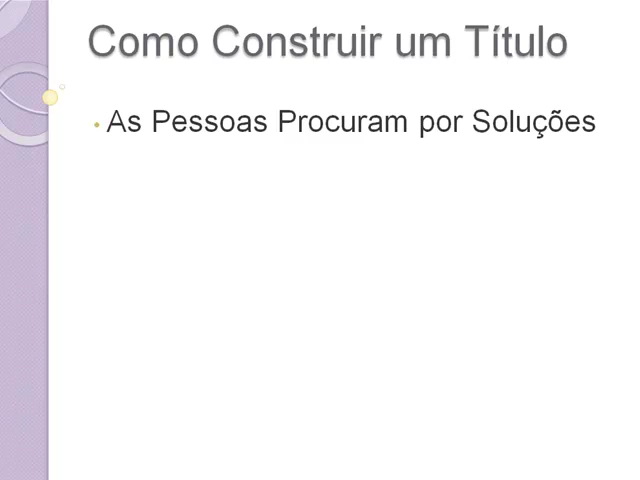 Como Construir um Título
• As Pessoas Procuram por Soluções